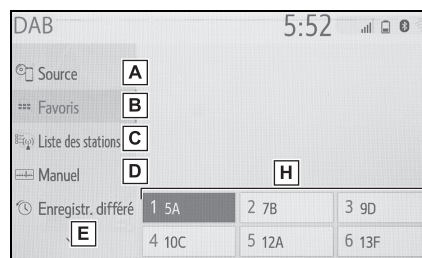 DAB 5:52
Source A
Favoris B
Liste des stations C
Manuel D
H
Enregistr. différé
1 5A 2 7B 3 9D
E
4 10C 5 12A 6 13F